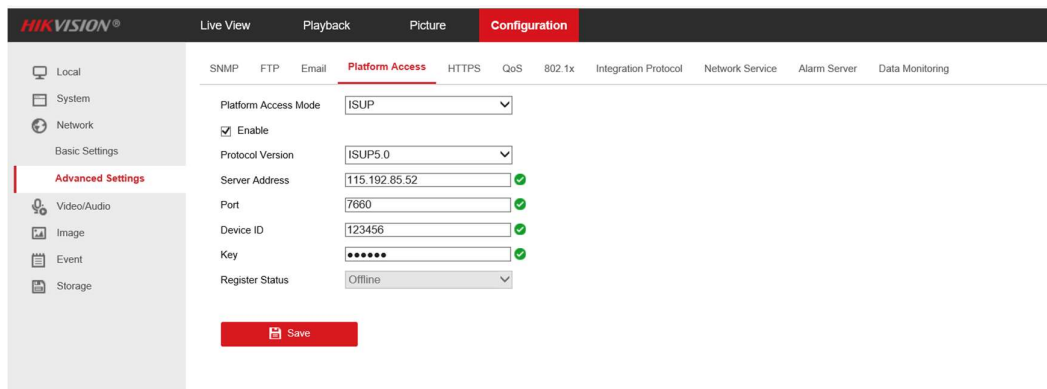 HIKVISION®
Live View Playback Picture Configuration
Local
System
Network
Basic Settings
Advanced Settings
Video/Audio
Image
Event
Storage
SNMP FTP Email Platform Access HTTPS QoS 802.1x Integration Protocol Network Service Alarm Server Data Monitoring
Platform Access Mode ISUP
Enable
Protocol Version ISUP5.0
Server Address 115.192.85.52
Port 7660
Device ID 123456
Key ••••••
Register Status Offline
Save